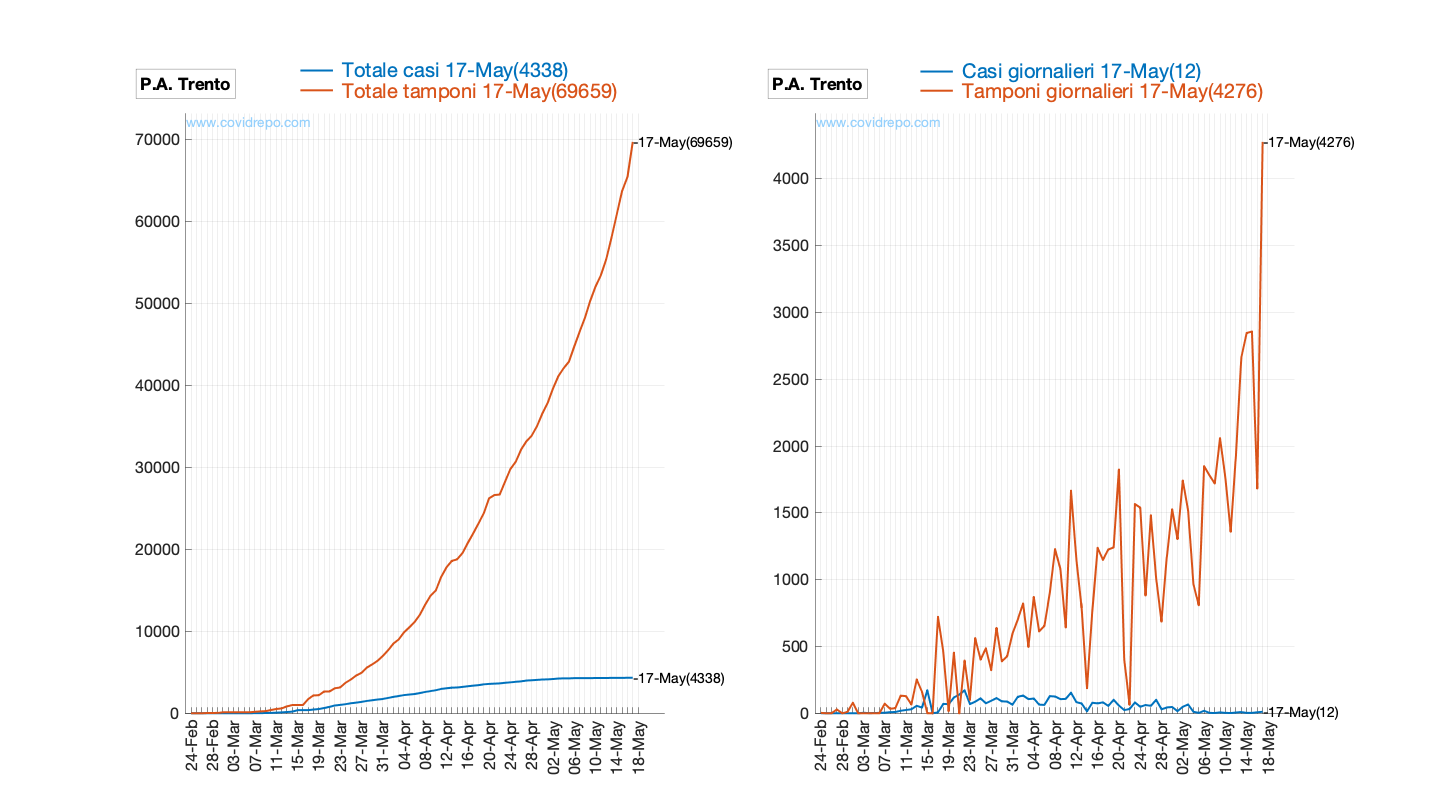 P.A. Trento
Totale casi 17-May(4338)
Totale tamponi 17-May(69659)
www.covidrepo.com
70000
60000
50000
40000
30000
20000
10000
0
17-May(69659)
17-May(4338)
24-Feb
28-Feb
03-Mar
07-Mar
11-Mar
15-Mar
19-Mar
23-Mar
27-Mar
31-Mar
04-Apr
08-Apr
12-Apr
16-Apr
20-Apr
24-Apr
28-Apr
02-May
06-May
10-May
14-May
18-May
P.A. Trento
Casi giornalieri 17-May(12)
Tamponi giornalieri 17-May(4276)
www.covidrepo.com
4000
3500
3000
2500
2000
1500
1000
500
0
17-May(4276)
17-May(12)
24-Feb
28-Feb
03-Mar
07-Mar
11-Mar
15-Mar
19-Mar
23-Mar
27-Mar
31-Mar
04-Apr
08-Apr
12-Apr
16-Apr
20-Apr
24-Apr
28-Apr
02-May
06-May
10-May
14-May
18-May